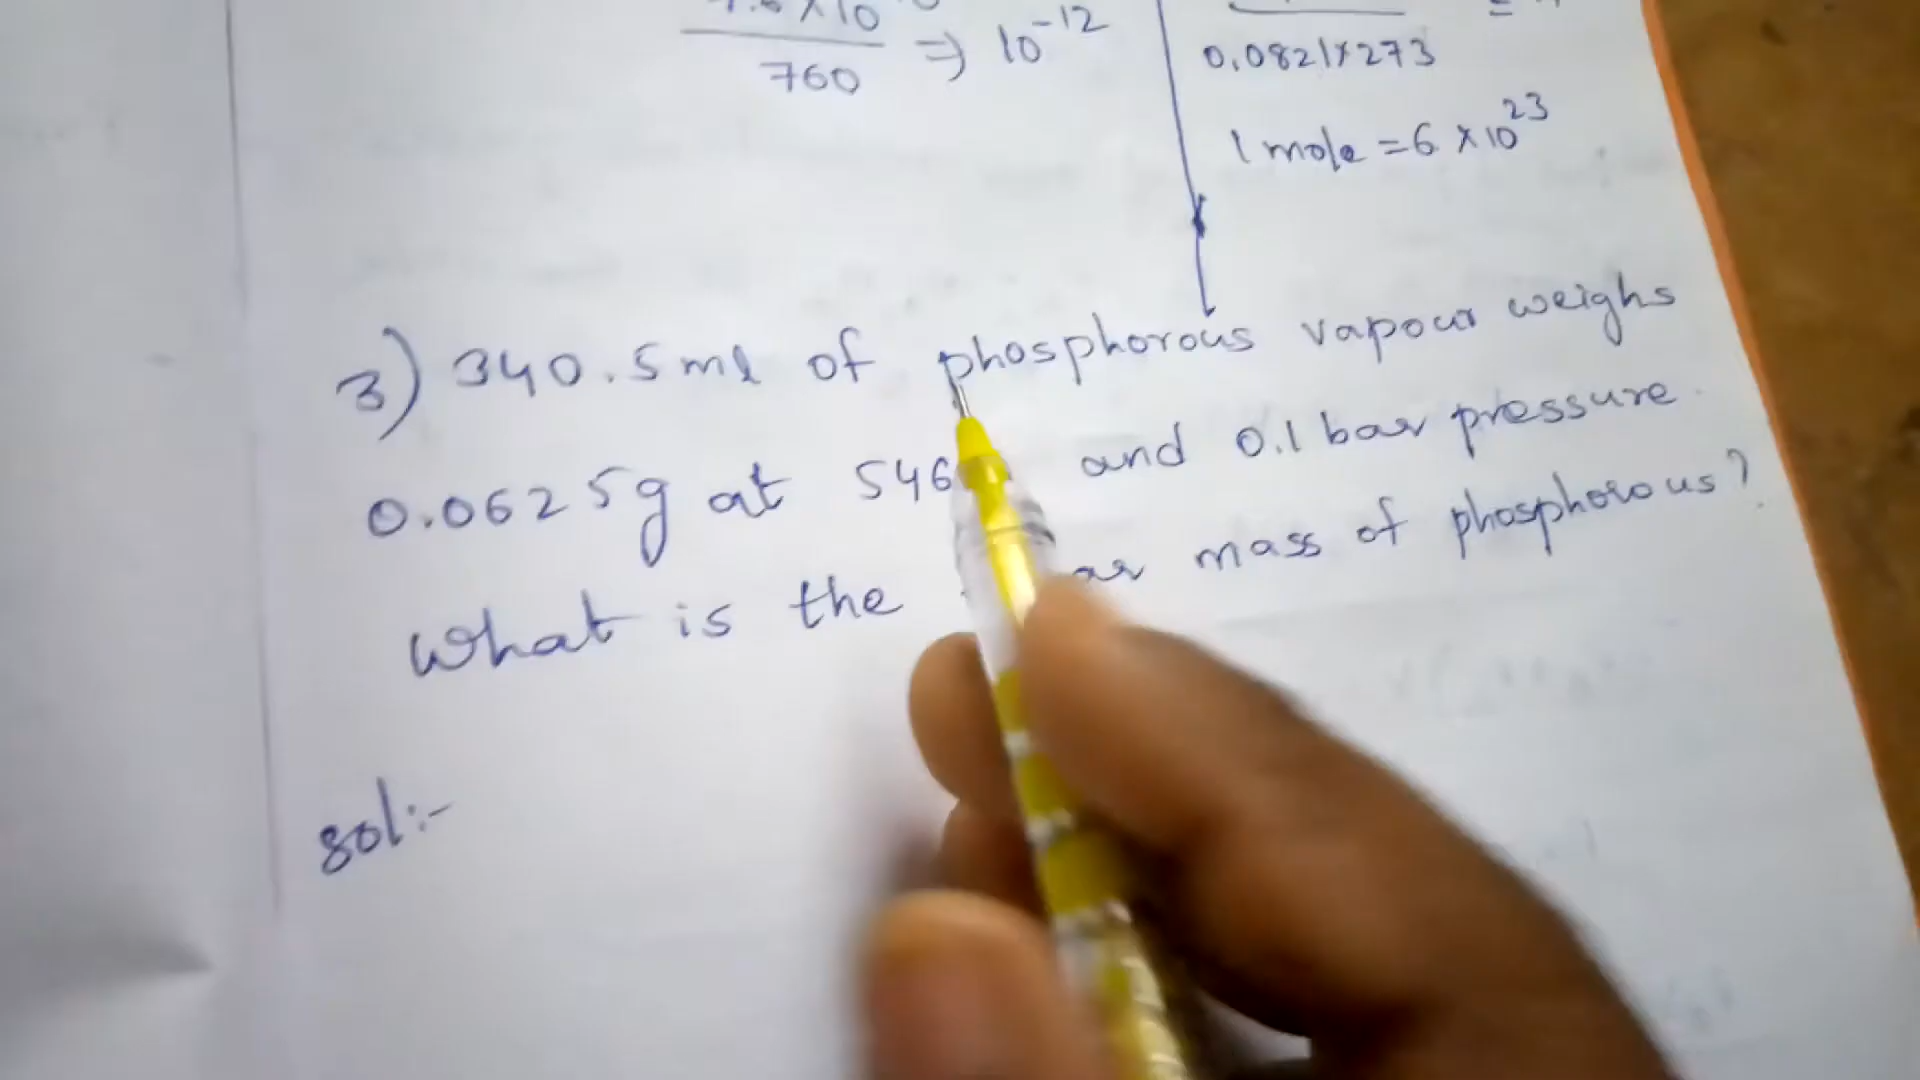 760 => 10^-12
0.0821×273
1 mole = 6 × 10^23
3) 340.5ml of phosphorous vapour weighs
0.0625g at 546 and 0.1 bar pressure.
What is the mass of phosphorous?
Sol:-